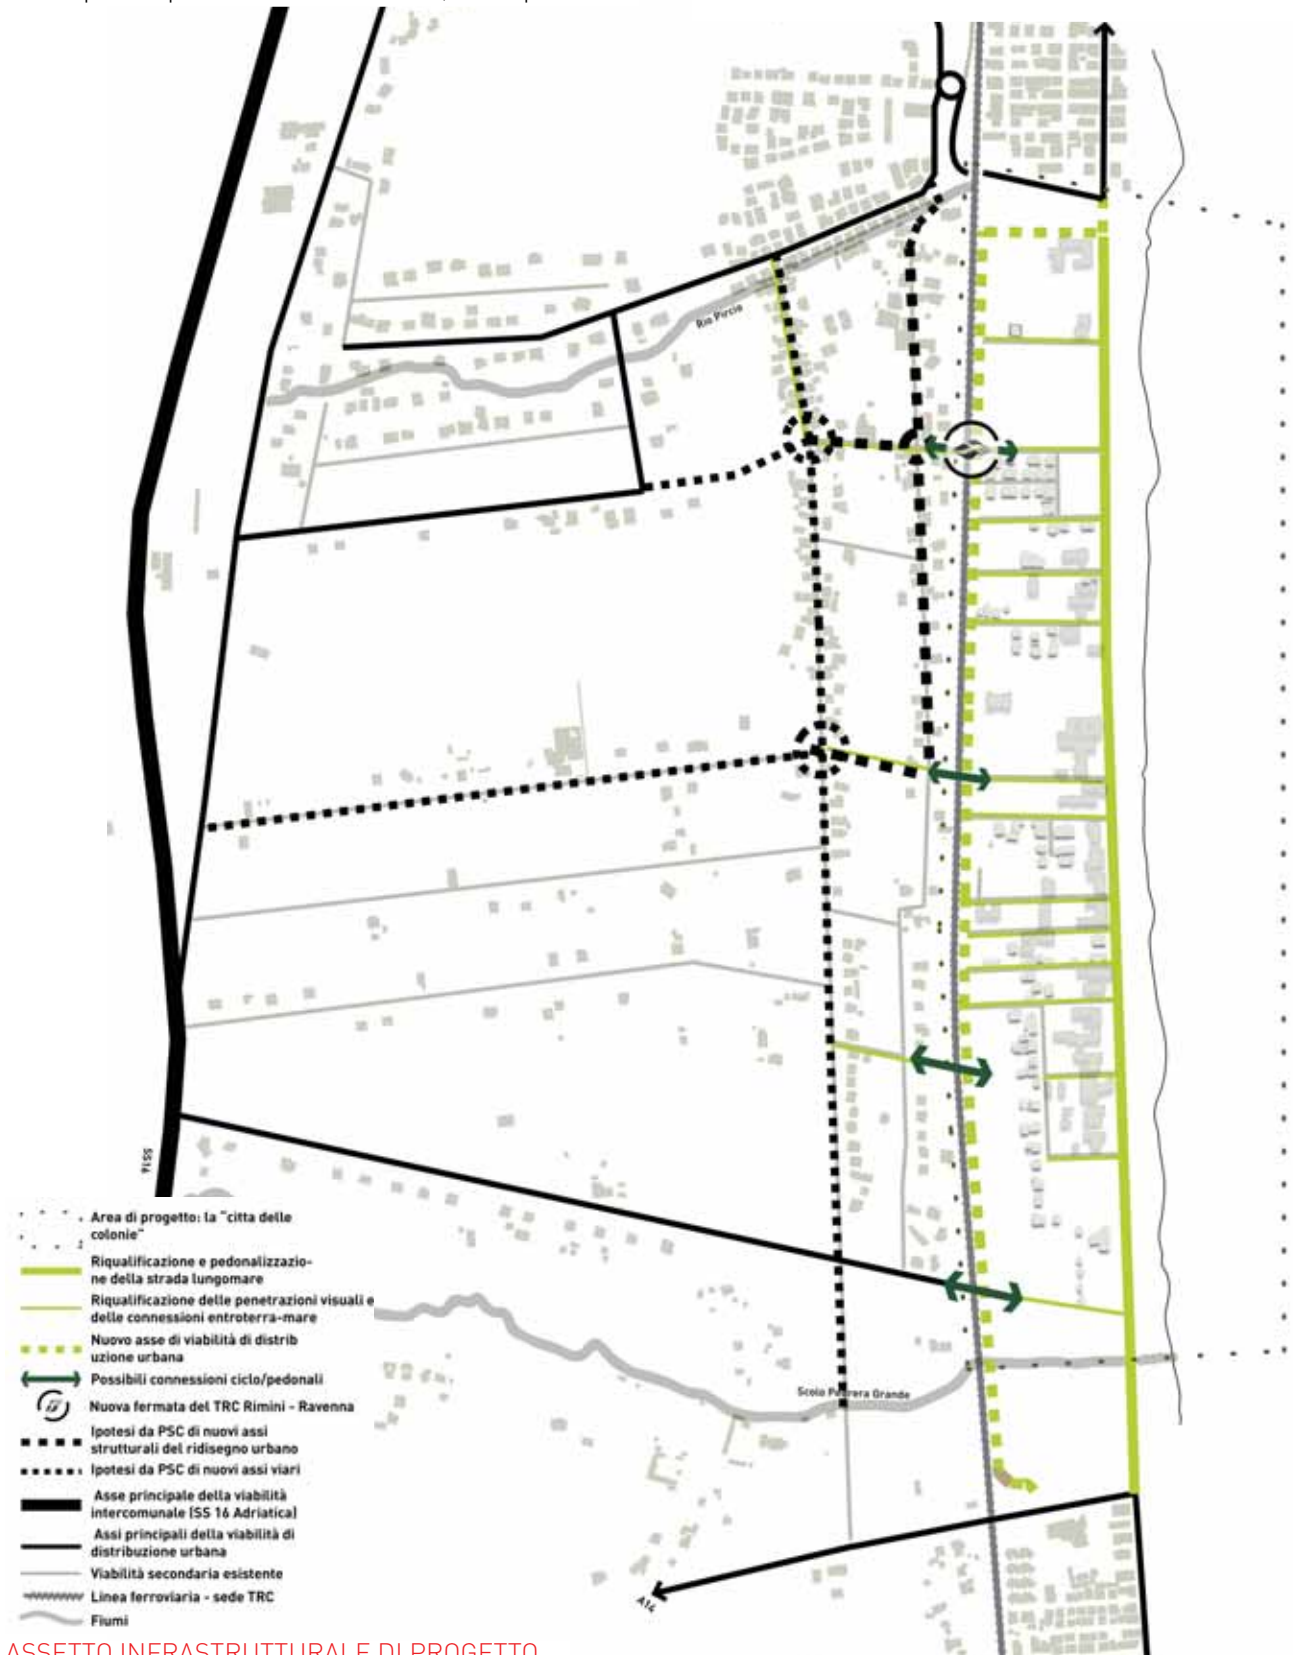 Rio Pircio
SS16
Area di progetto: la "citta delle
colonie"
Riqualificazione e pedonalizzazio-
ne della strada lungomare
Riqualificazione delle penetrazioni visuali e
delle connessioni entroterra-mare
Nuovo asse di viabilità di distrib
uzione urbana
Possibili connessioni ciclo/pedonali
Nuova fermata del TRC Rimini - Ravenna
Ipotesi da PSC di nuovi assi
strutturali del ridisegno urbano
Ipotesi da PSC di nuovi assi viari
Asse principale della viabilità
intercomunale (SS 16 Adriatica)
Assi principali della viabilità di
distribuzione urbana
Viabilità secondaria esistente
Linea ferroviaria - sede TRC
Fiumi
Scolo Pedrera Grande
A14
ASSETTO INFRASTRUTTURALE DI PROGETTO